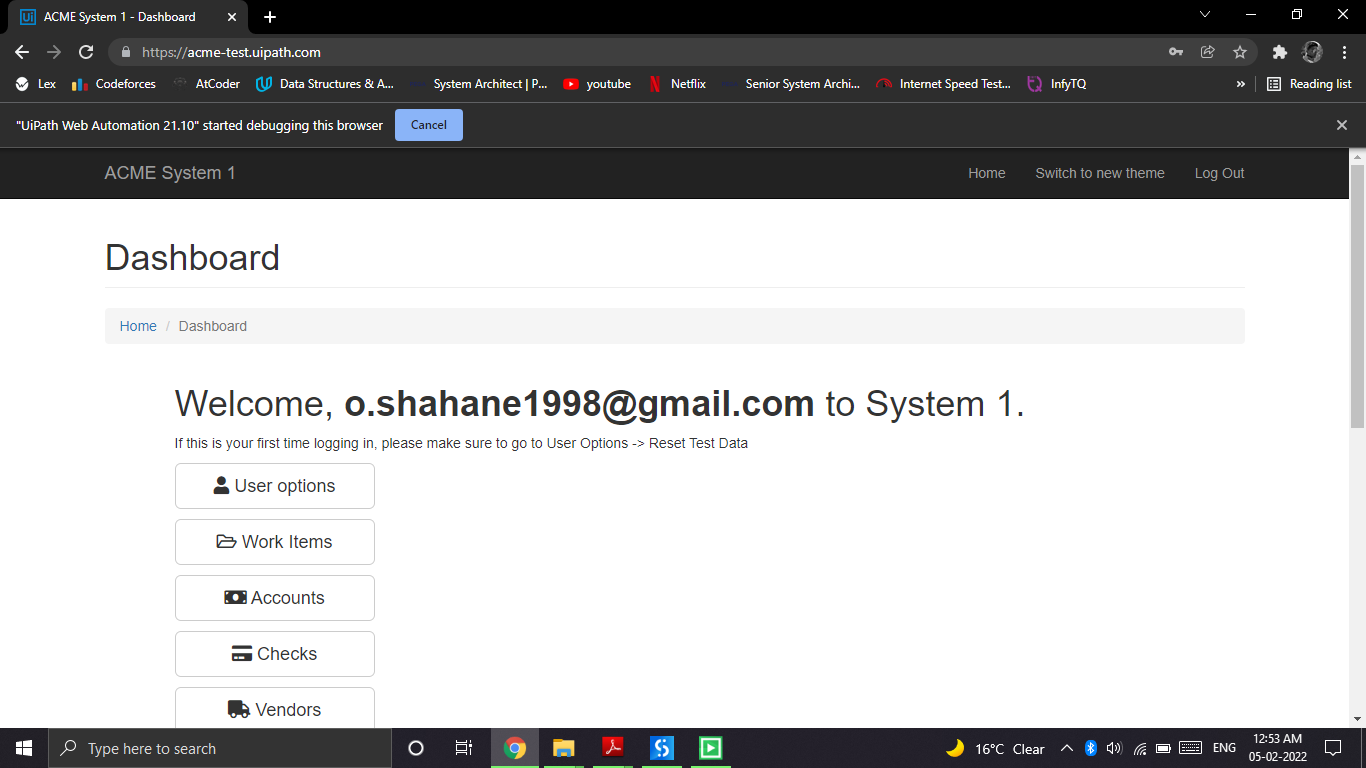 ACME System 1 - Dashboard
https://acme-test.uipath.com
Lex Codeforces AtCoder Data Structures & A... System Architect | P... youtube Netflix Senior System Archi... Internet Speed Test... InfyTQ » Reading list
"UiPath Web Automation 21.10" started debugging this browser Cancel
ACME System 1 Home Switch to new theme Log Out
Dashboard
Home / Dashboard
Welcome, o.shahane1998@gmail.com to System 1.
If this is your first time logging in, please make sure to go to User Options -> Reset Test Data
User options
Work Items
Accounts
Checks
Vendors
Type here to search 16°C Clear ENG 12:53 AM
05-02-2022